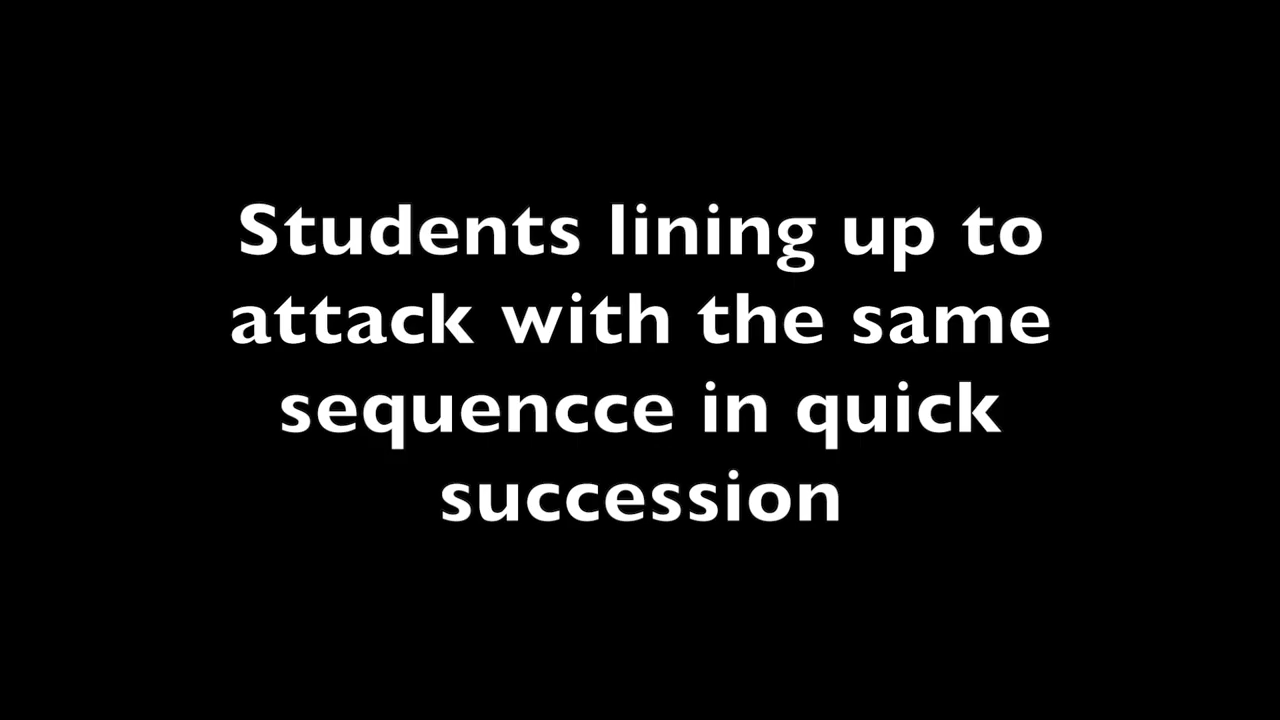 Students lining up to
attack with the same
sequencce in quick
succession